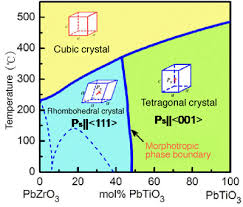 500
400
300
200
100
0
Temperature (℃)
Cubic crystal
Rhombohedral crystal
Ps||<111>
Tetragonal crystal
Ps||<001>
Morphotropic
phase boundary
0 20 40 60 80 100
PbZrO3 mol% PbTiO3 PbTiO3